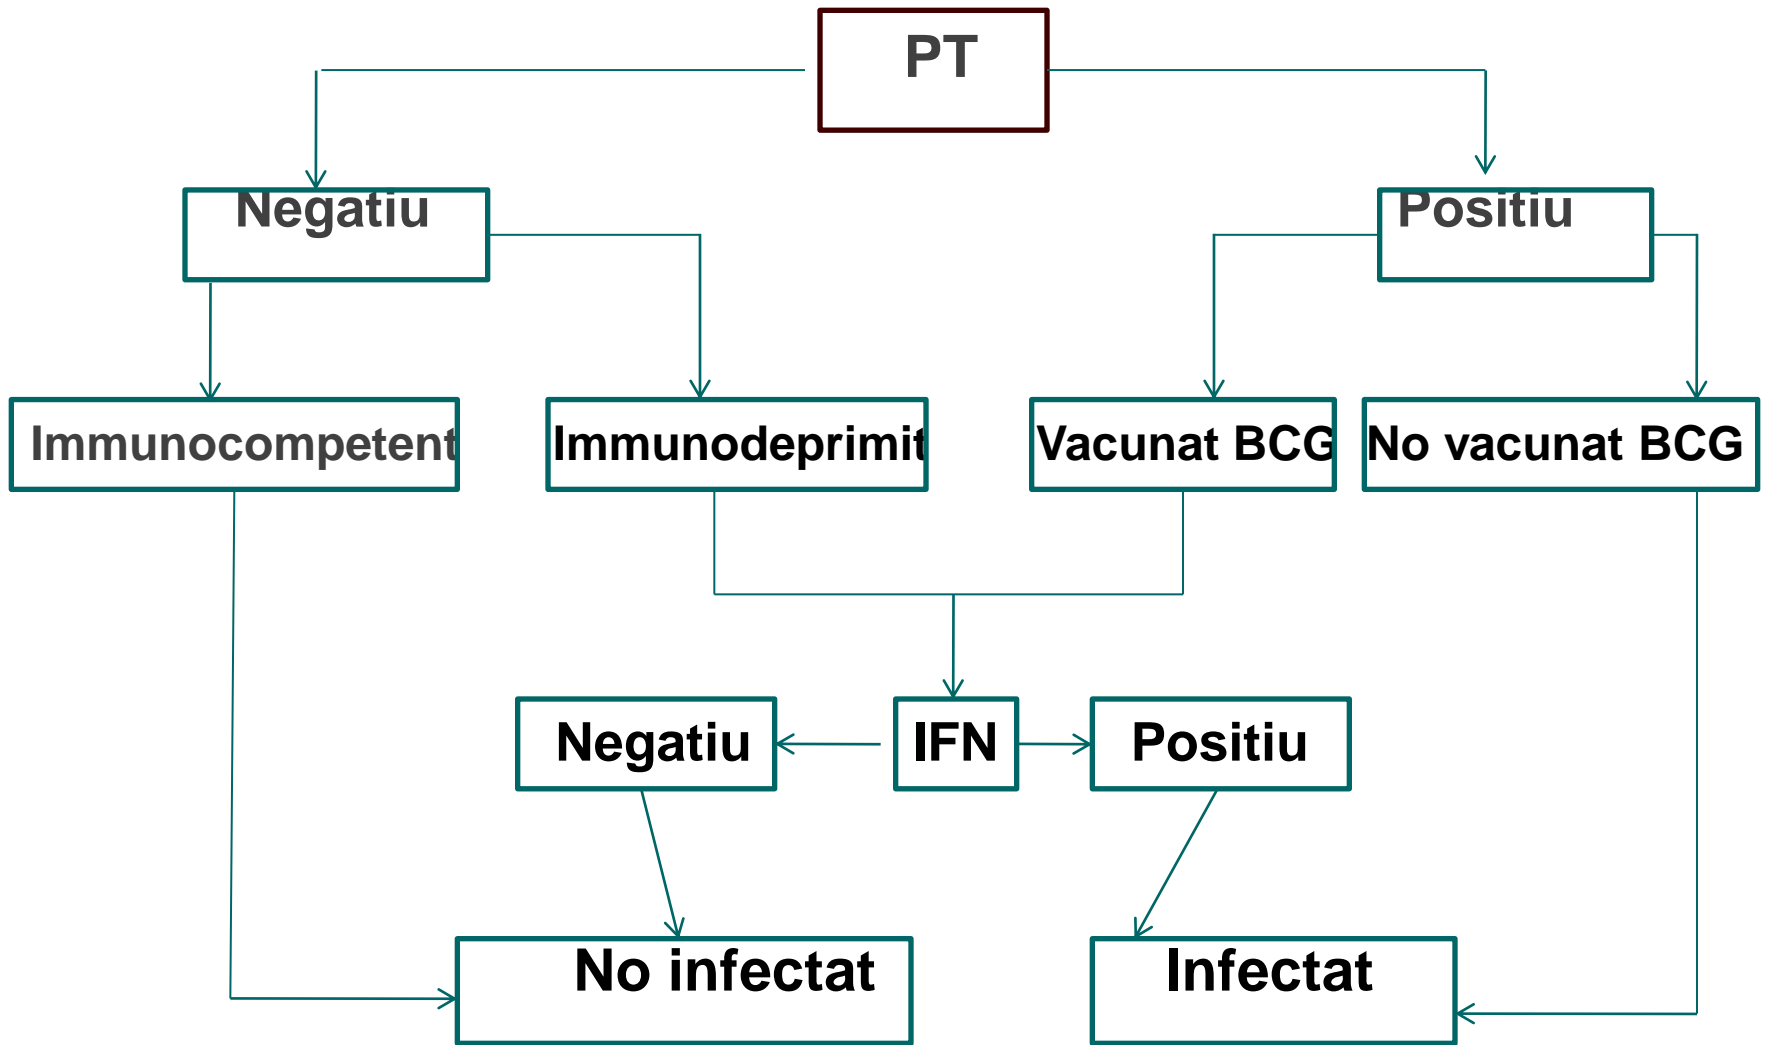 PT
Negatiu
Positiu
Immunocompetent
Immunodeprimit
Vacunat BCG
No vacunat BCG
Negatiu
IFN
Positiu
No infectat
Infectat